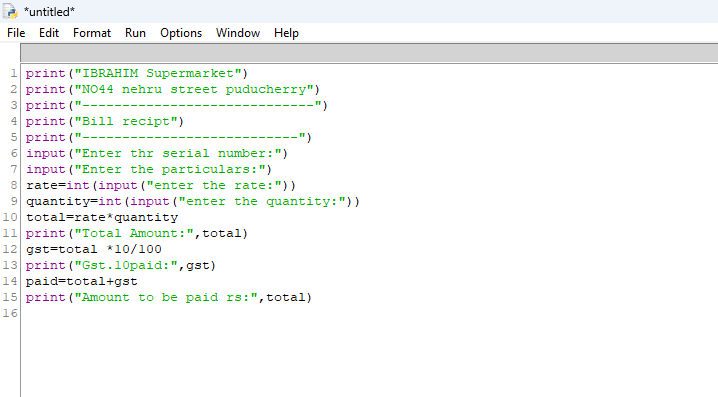 *untitled*
File Edit Format Run Options Window Help
1 print("IBRAHIM Supermarket")
2 print("NO44 nehru street puducherry")
3 print("-----------------------------")
4 print("Bill recipt")
5 print("---------------------------")
6 input("Enter thr serial number:")
7 input("Enter the particulars:")
8 rate=int(input("enter the rate:"))
9 quantity=int(input("enter the quantity:"))
10 total=rate*quantity
11 print("Total Amount:",total)
12 gst=total *10/100
13 print("Gst.10paid:",gst)
14 paid=total+gst
15 print("Amount to be paid rs:",total)
16